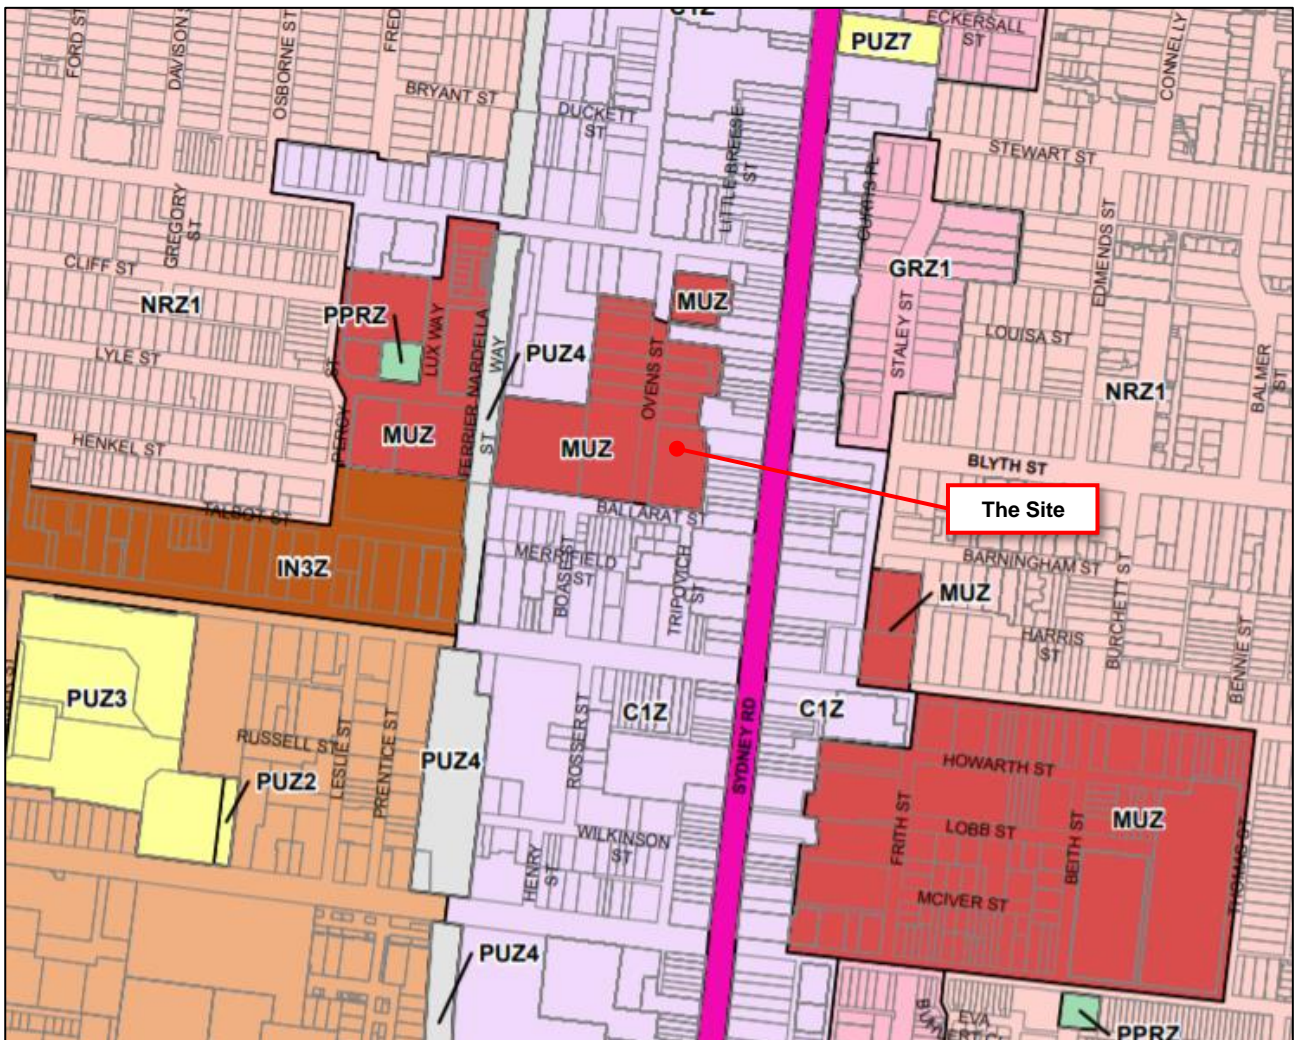 C1Z
ECKERSALL
ST
PUZ7
FORD ST
DAVISON S
OSBORNE ST
FRED
CONNELLY
BRYANT ST
DUCKETT
ST
LITTLE BREESE
ST
STEWART ST
CURTIS PL
GREGORY
ST
EDMENDS ST
CLIFF ST
GRZ1
NRZ1
MUZ
PPRZ
LUX WAY
NARDELLA
WAY
PUZ4
OVENS ST
STALEY ST
LOUISA ST
LYLE ST
ST
NRZ1
BALMER
ST
PERCY
MUZ
TERRIER
ST
MUZ
HENKEL ST
BLYTH ST
The Site
TALBOT ST
BALLARAT ST
MERRIFIELD
ST
BOASE ST
TRIPOVICH
ST
IN3Z
BARNINGHAM ST
MUZ
BURCHETT ST
HARRIS
ST
BENNIE ST
PUZ3
C1Z
C1Z
SYDNEY RD
ROSSER ST
RUSSELL ST
LESLIE ST
PRENTICE ST
PUZ4
PUZ2
HOWARTH ST
MUZ
FRITH ST
LOBB ST
BEITH ST
THOMAS ST
WILKINSON
ST
HENRY
ST
MCIVER ST
PUZ4
EVA
PPRZ